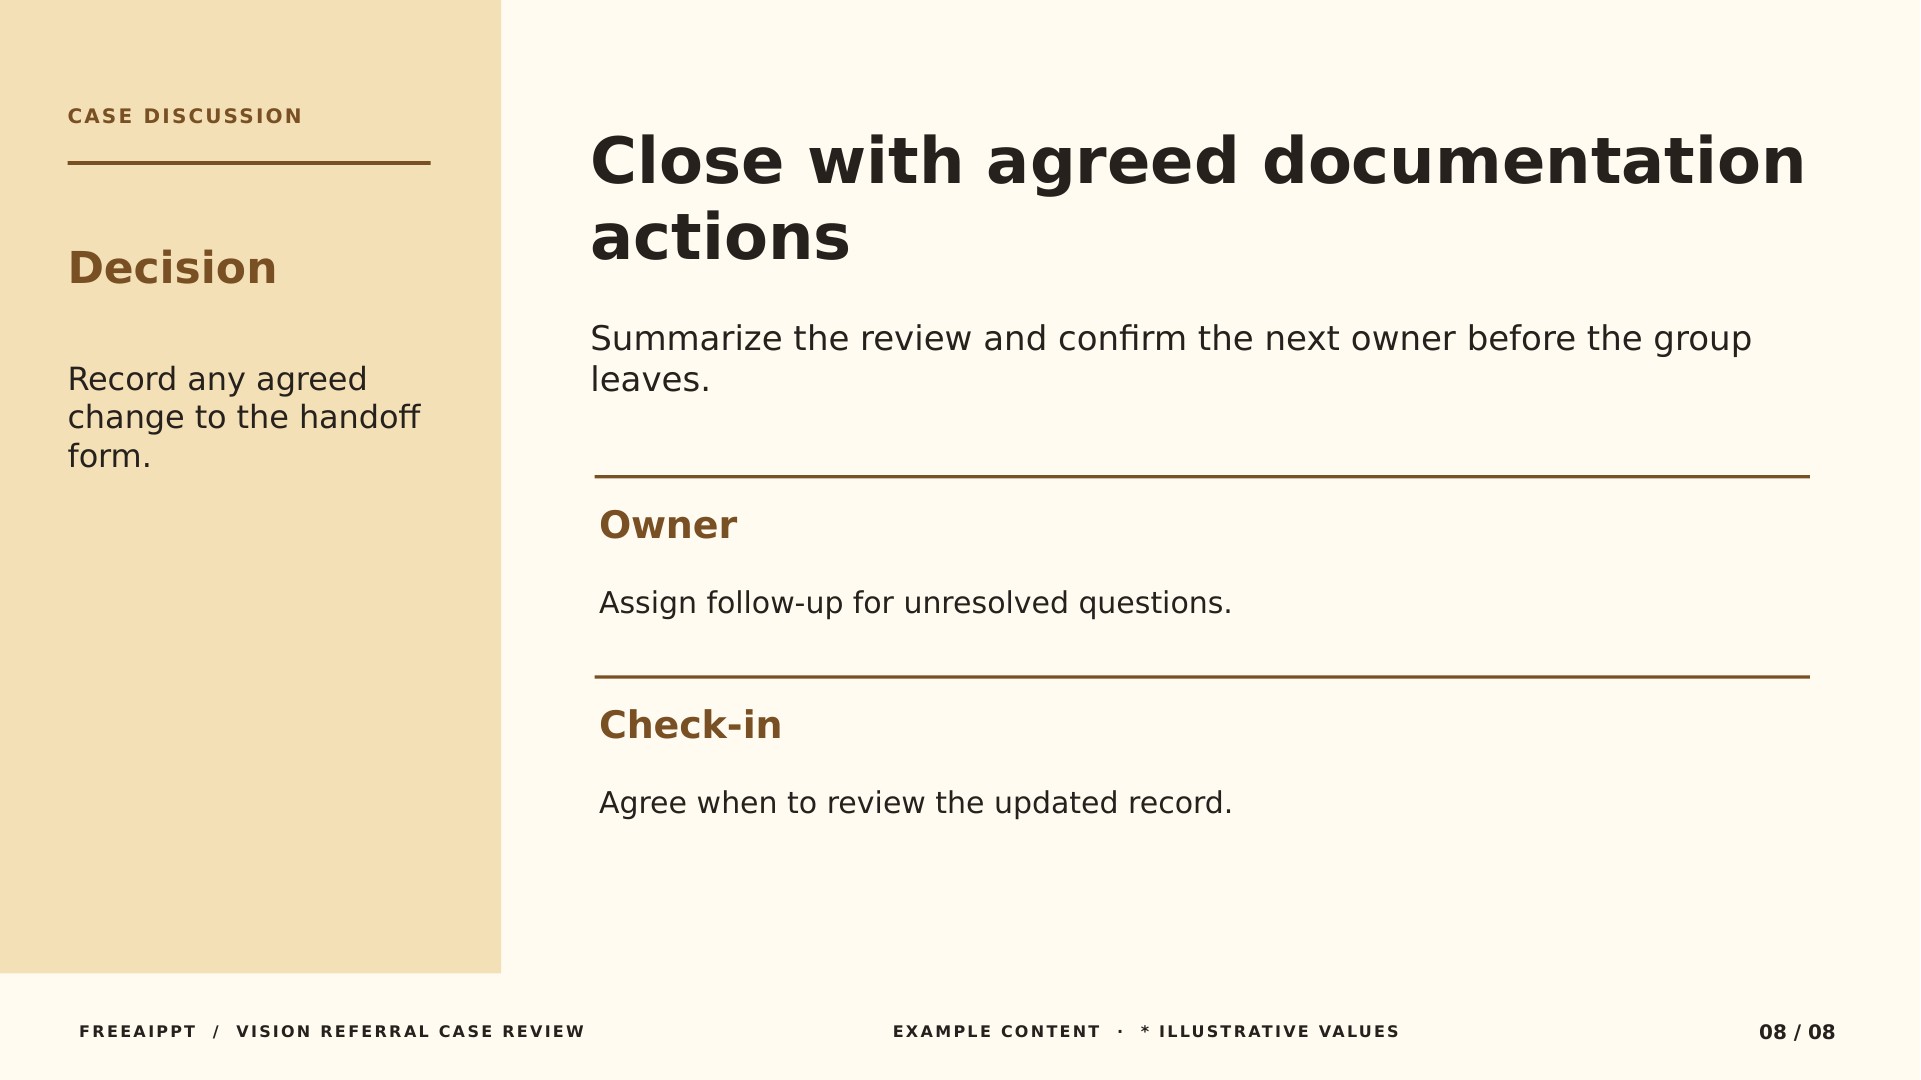 CASE DISCUSSION
Decision
Record any agreed
change to the handoff
form.
Close with agreed documentation
actions
Summarize the review and confirm the next owner before the group
leaves.
Owner
Assign follow-up for unresolved questions.
Check-in
Agree when to review the updated record.
FREEAIPPT / VISION REFERRAL CASE REVIEW
EXAMPLE CONTENT · * ILLUSTRATIVE VALUES
08 / 08